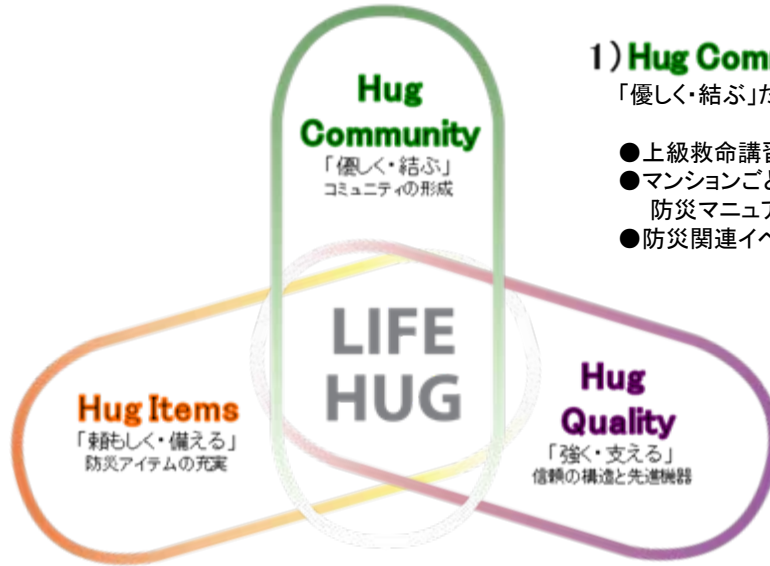 Hug
Community
「優しく・結ぶ」
コミュニティの形成
1)Hug Com
「優しく・結ぶ」
●上級救命講習
●マンションごと
防災マニュア
●防災関連イベ
LIFE
HUG
Hug Items
「頼もしく・備える」
防災アイテムの充実
Hug
Quality
「強く・支える」
信頼の構造と先進機器